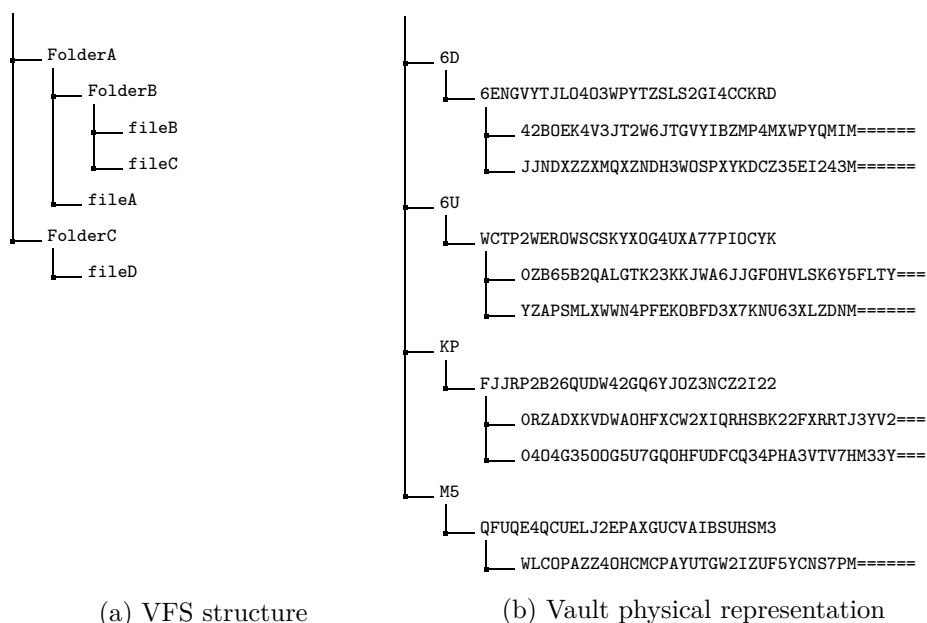 FolderA
FolderB
fileB
fileC
fileA
FolderC
fileD
(a) VFS structure
6D
6ENGVYTJLO4O3WPYTZSLS2GI4CCKRD
42BOEK4V3JT2W6JTGVYIBZMP4MXWPYQMIM======
JJNDXZZXMQXZNDH3WOSPXYKDCZ35EI243M======
6U
WCTP2WEROWSCSKYXOG4UXA77PIOCYK
OZB65B2QALGTK23KKJWA6JJGFOHVLSK6Y5FLTY===
YZAPSMLXWWN4PFEKOBFD3X7KNU63XLZDNM======
KP
FJJRP2B26QUDW42GQ6YJOZ3NCZ2I22
ORZADXKVDWAOHFXCW2XIQRHSBK22FXRRTJ3YV2===
O4O4G35OOG5U7GQOHFUDFCQ34PHA3VTV7HM33Y===
M5
QFUQE4QCUELJ2EPAXGUCVAIBSUHSM3
WLCOPAZZ4OHCMCPAYUTGW2IZUF5YCNS7PM======
(b) Vault physical representation